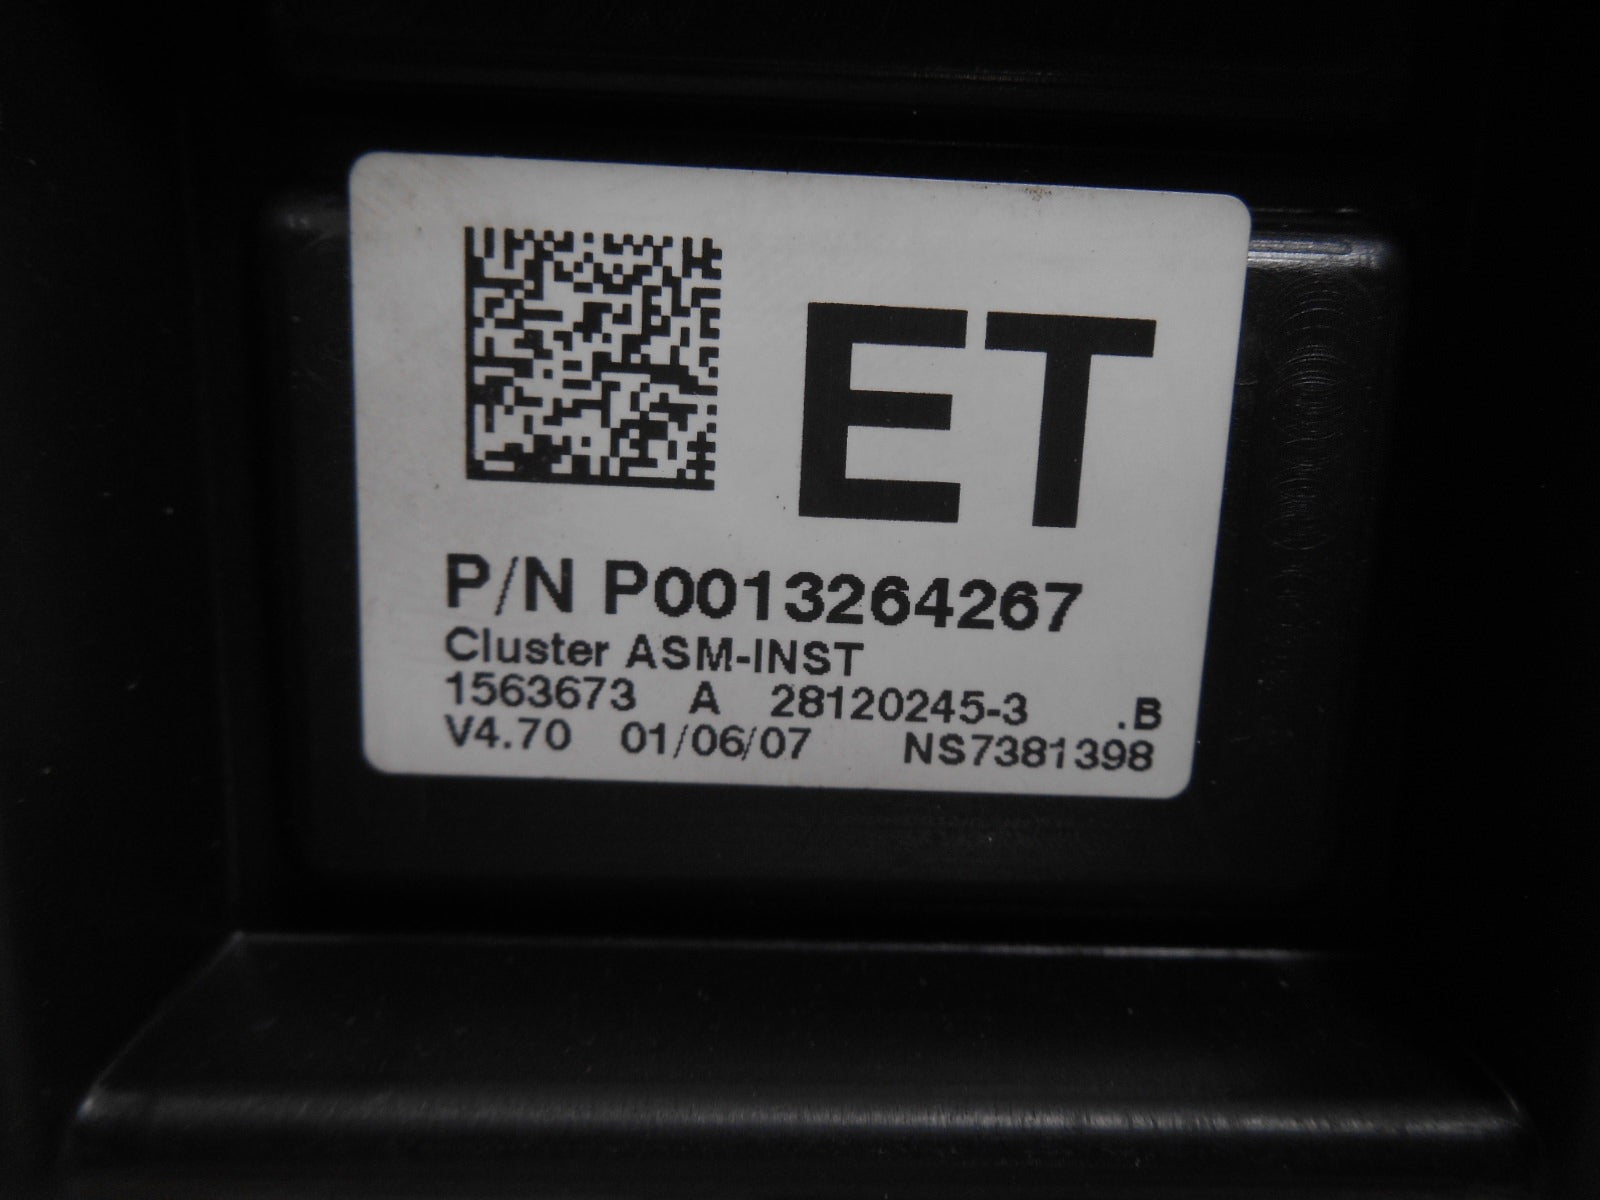 ET
P/N P0013264267
Cluster ASM-INST
1563673 A 28120245-3 .B
V4.70 01/06/07 NS7381398